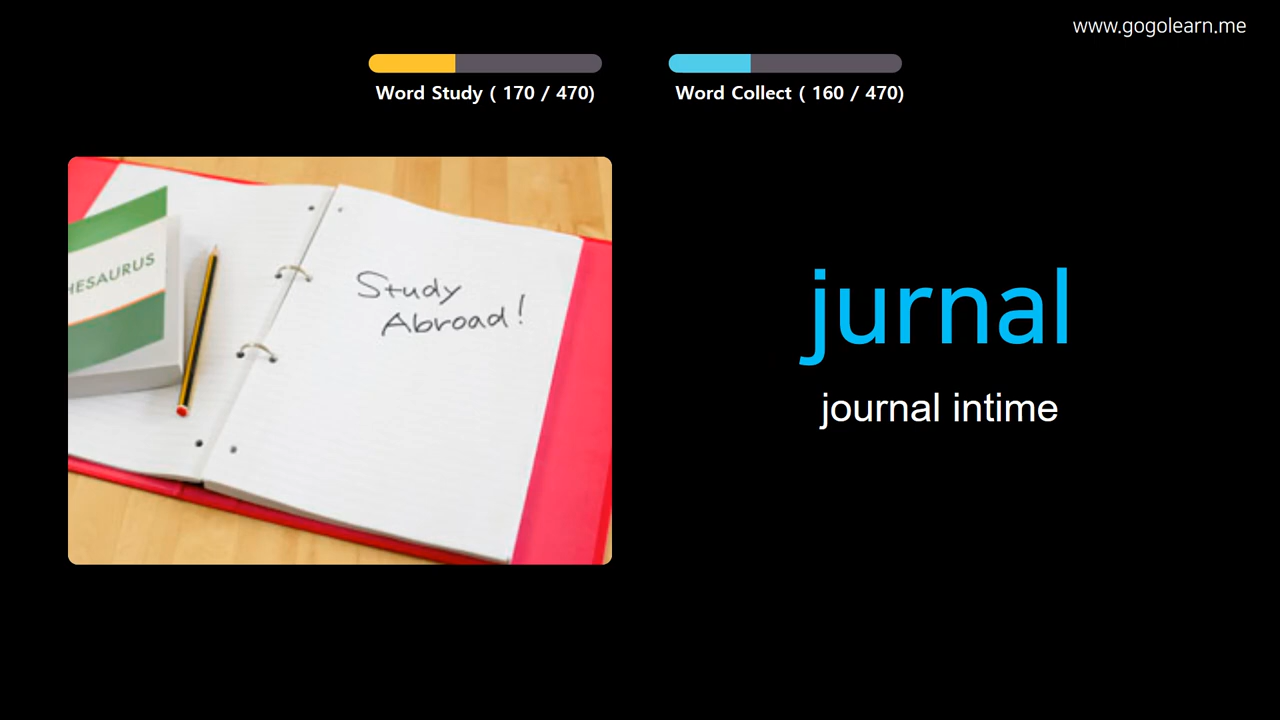 www.gogolearn.me
Word Study ( 170 / 470)
Word Collect ( 160 / 470)
HESAURUS
Study
Abroad!
jurnal
journal intime